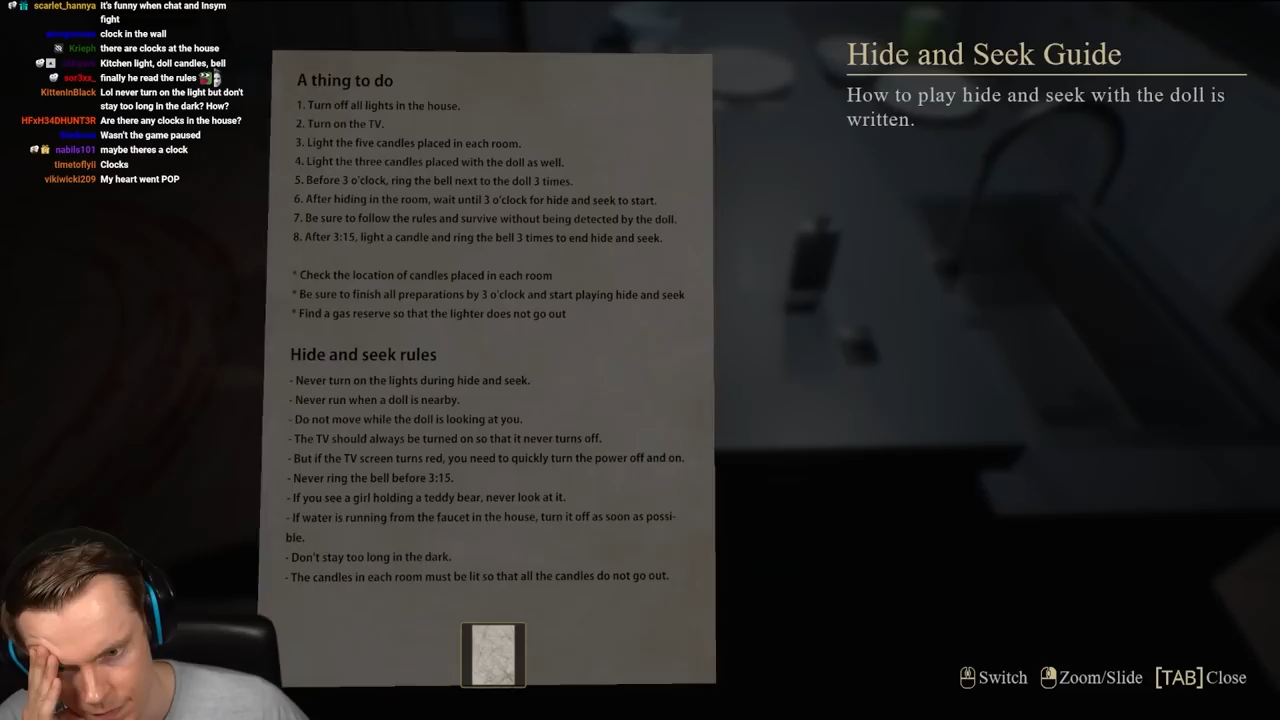 scarlet_hannya It's funny when chat and Insym
fight
clock in the wall
Krieph there are clocks at the house
Kitchen light, doll candles, bell
sor3xx_ finally he read the rules
KittenInBlack Lol never turn on the light but don't
stay too long in the dark? How?
HFxH34DHUNT3R Are there any clocks in the house?
Wasn't the game paused
nabils101 maybe theres a clock
timetoflyii Clocks
vikiwicki209 My heart went POP
A thing to do
1. Turn off all lights in the house.
2. Turn on the TV.
3. Light the five candles placed in each room.
4. Light the three candles placed with the doll as well.
5. Before 3 o'clock, ring the bell next to the doll 3 times.
6. After hiding in the room, wait until 3 o'clock for hide and seek to start.
7. Be sure to follow the rules and survive without being detected by the doll.
8. After 3:15, light a candle and ring the bell 3 times to end hide and seek.
* Check the location of candles placed in each room
* Be sure to finish all preparations by 3 o'clock and start playing hide and seek
* Find a gas reserve so that the lighter does not go out
Hide and seek rules
- Never turn on the lights during hide and seek.
- Never run when a doll is nearby.
- Do not move while the doll is looking at you.
- The TV should always be turned on so that it never turns off.
- But if the TV screen turns red, you need to quickly turn the power off and on.
- Never ring the bell before 3:15.
- If you see a girl holding a teddy bear, never look at it.
- If water is running from the faucet in the house, turn it off as soon as possi-
ble.
- Don't stay too long in the dark.
- The candles in each room must be lit so that all the candles do not go out.
Hide and Seek Guide
How to play hide and seek with the doll is
written.
Switch Zoom/Slide [TAB] Close